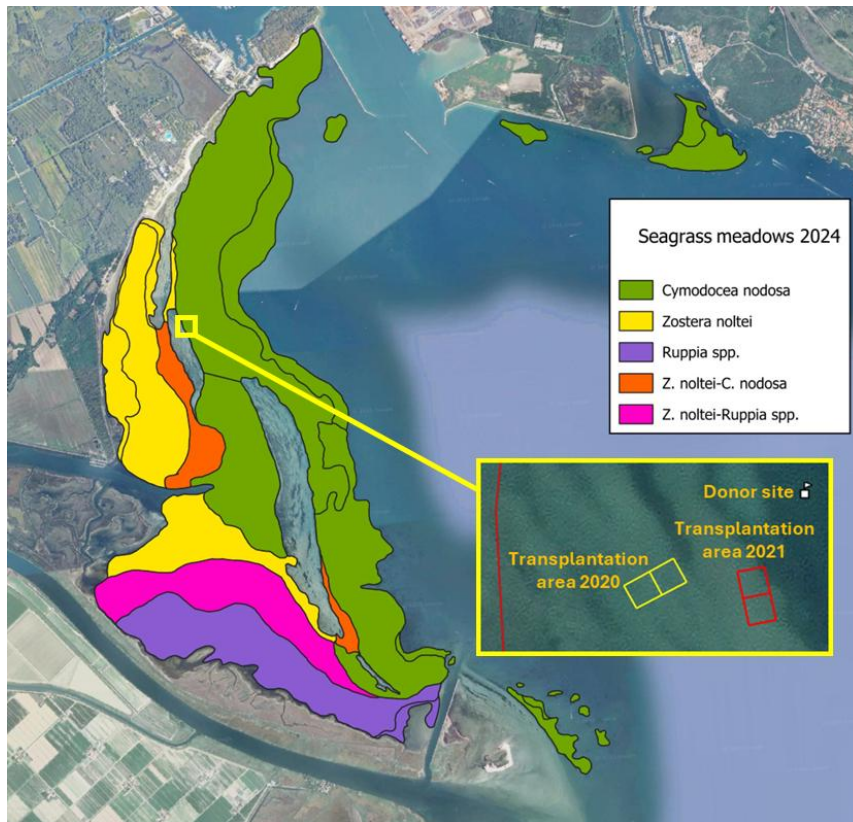 Seagrass meadows 2024
Cymodocea nodosa
Zostera noltei
Ruppia spp.
Z. noltei-C. nodosa
Z. noltei-Ruppia spp.
Donor site
Transplantation
area 2021
Transplantation
area 2020